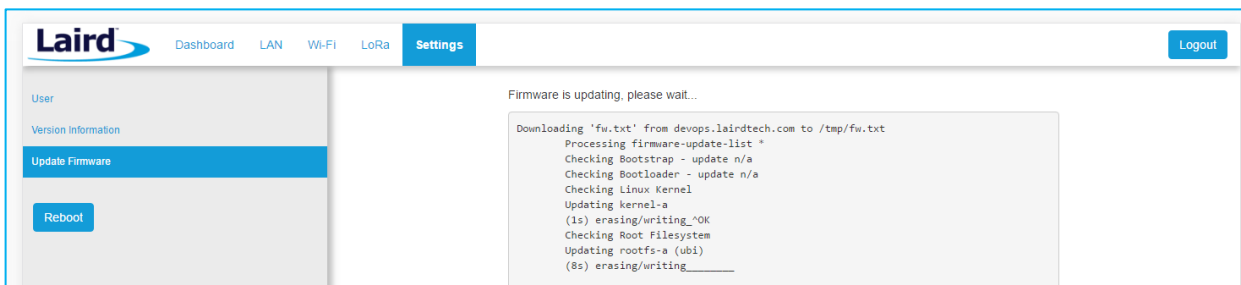 Laird
Dashboard LAN Wi-Fi LoRa Settings Logout
User
Version Information
Update Firmware
Reboot
Firmware is updating, please wait...
Downloading 'fw.txt' from devops.lairdtech.com to /tmp/fw.txt
Processing firmware-update-list *
Checking Bootstrap - update n/a
Checking Bootloader - update n/a
Checking Linux Kernel
Updating kernel-a
(1s) erasing/writing_^OK
Checking Root Filesystem
Updating rootfs-a (ubi)
(8s) erasing/writing________